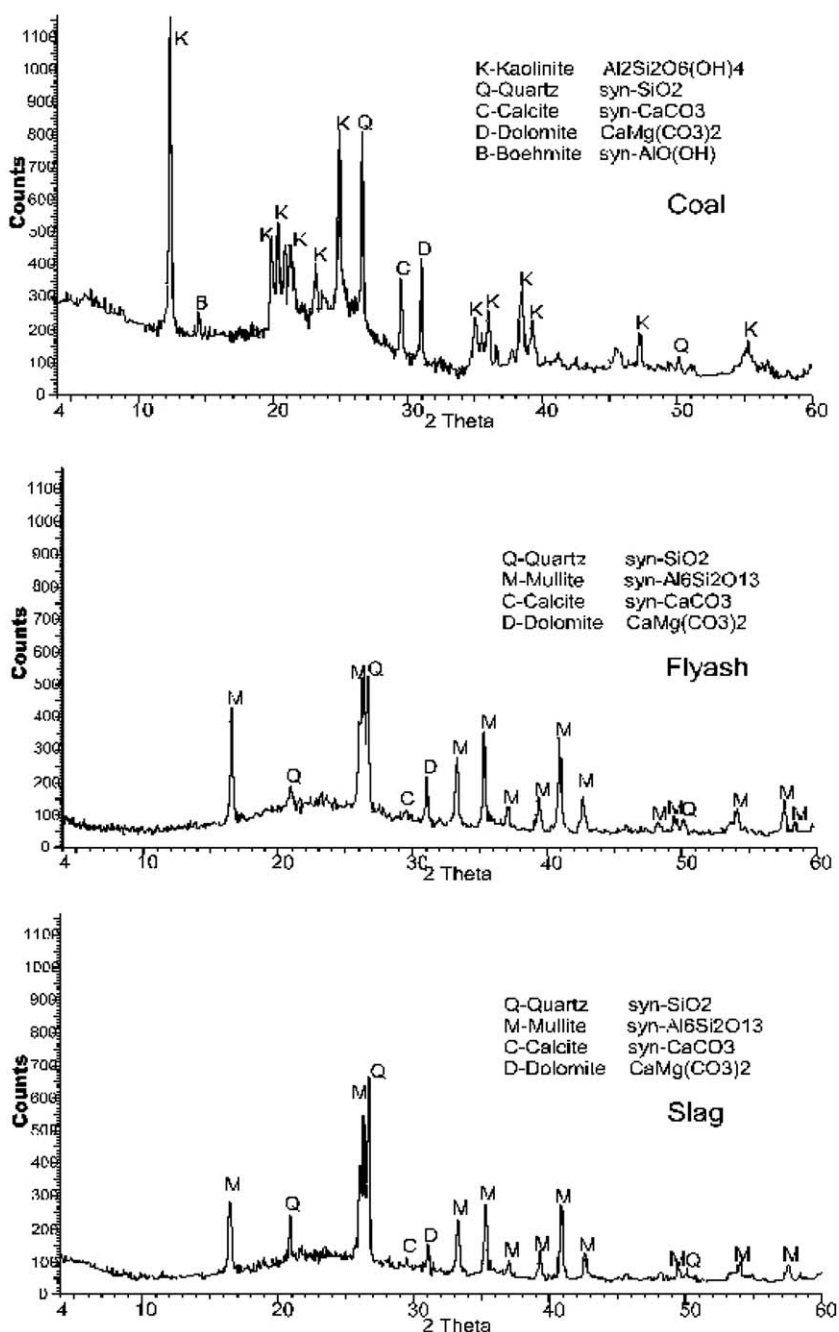 1100
1000
900
800
700
600
500
400
300
200
100
0
Counts
K
B
K
K
K
K
K
Q
C
D
K
K
K
K
K
Q
K
K-Kaolinite Al2Si2O6(OH)4
Q-Quartz syn-SiO2
C-Calcite syn-CaCO3
D-Dolomite CaMg(CO3)2
B-Boehmite syn-AlO(OH)
Coal
4 10 20 30 40 50 60
2 Theta
1100
1000
900
800
700
600
500
400
300
200
100
0
Counts
M
Q
M
Q
C
D
M
M
M
M
M
M
M
M
Q
M
M
M
Q-Quartz syn-SiO2
M-Mullite syn-Al6Si2O13
C-Calcite syn-CaCO3
D-Dolomite CaMg(CO3)2
Flyash
4 10 20 30 40 50 60
2 Theta
1100
1000
900
800
700
600
500
400
300
200
100
0
Counts
M
Q
M
Q
C
D
M
M
M
M
M
M
M
Q
M
M
Q-Quartz syn-SiO2
M-Mullite syn-Al6Si2O13
C-Calcite syn-CaCO3
D-Dolomite CaMg(CO3)2
Slag
4 10 20 30 40 50 60
2 Theta